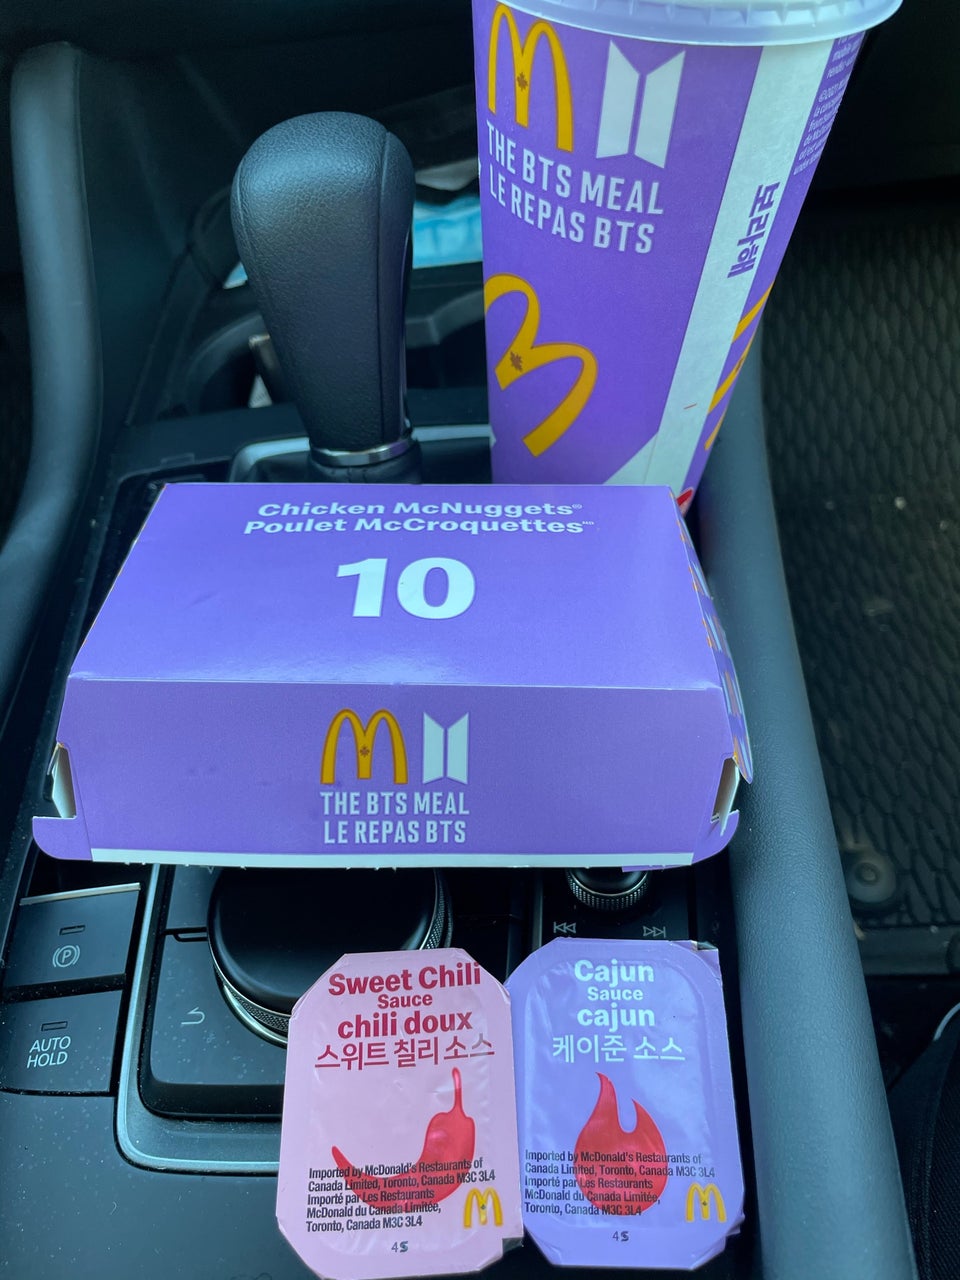 THE BTS MEAL
LE REPAS BTS
보라해
Chicken McNuggets®
Poulet McCroquettes
10
THE BTS MEAL
LE REPAS BTS
AUTO
HOLD
Sweet Chili
Sauce
chili doux
스위트 칠리 소스
Imported by McDonald's Restaurants of
Canada Limited, Toronto, Canada M3C 3L4
Importé par Les Restaurants
McDonald du Canada Limitée,
Toronto, Canada M3C 3L4
4S
Cajun
Sauce
cajun
케이준 소스
Imported by McDonald's Restaurants of
Canada Limited, Toronto, Canada M3C 3L4
Importé par Les Restaurants
McDonald du Canada Limitée,
Toronto, Canada M3C 3L4
4S